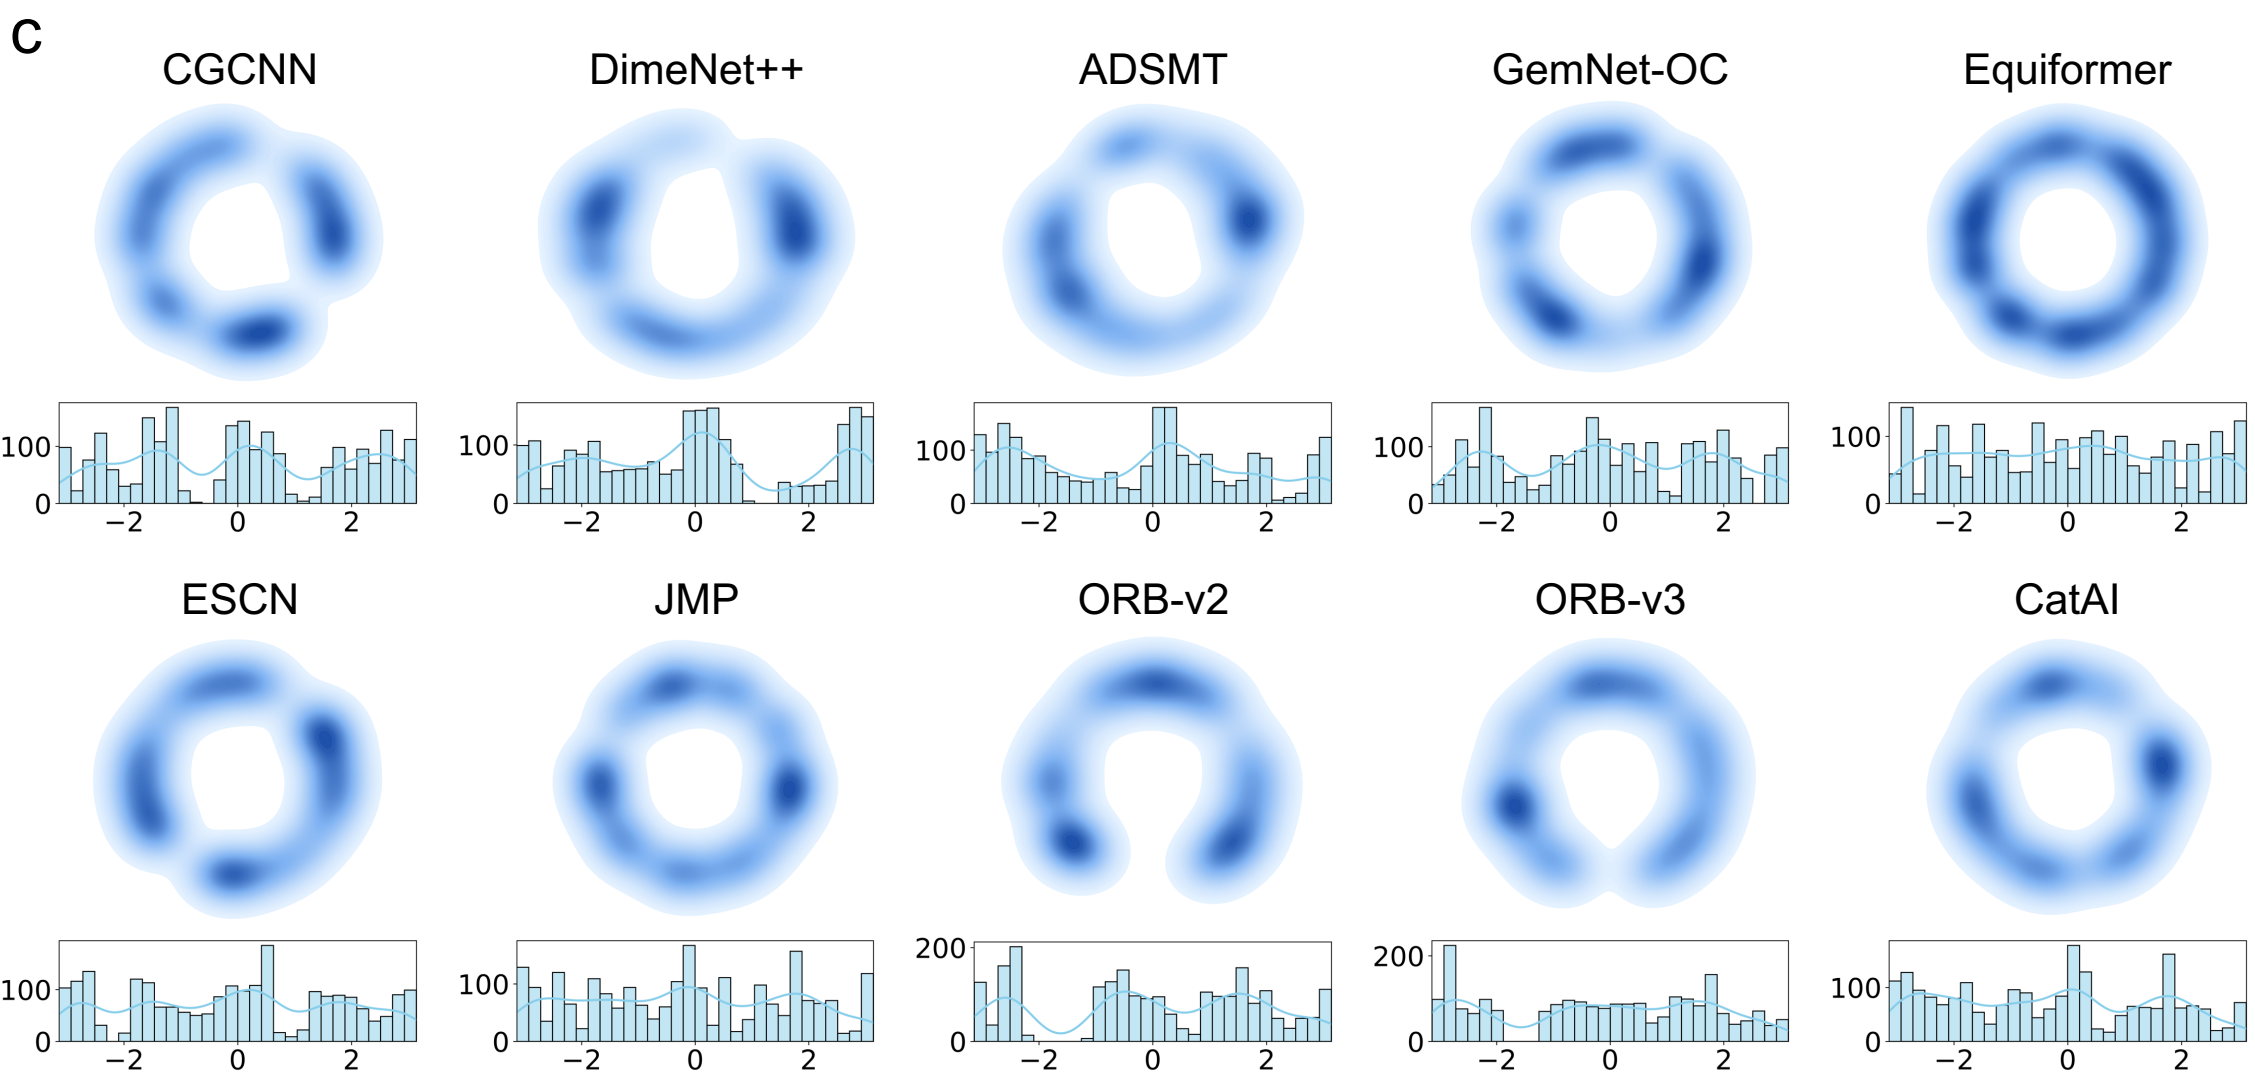 c
CGCNN DimeNet++ ADSMT GemNet-OC Equiformer
100 100 100 100 100
0 0 0 0 0
−2 0 2 −2 0 2 −2 0 2 −2 0 2 −2 0 2
ESCN JMP ORB-v2 ORB-v3 CatAI
200 200
100 100 100
0 0 0 0 0
−2 0 2 −2 0 2 −2 0 2 −2 0 2 −2 0 2